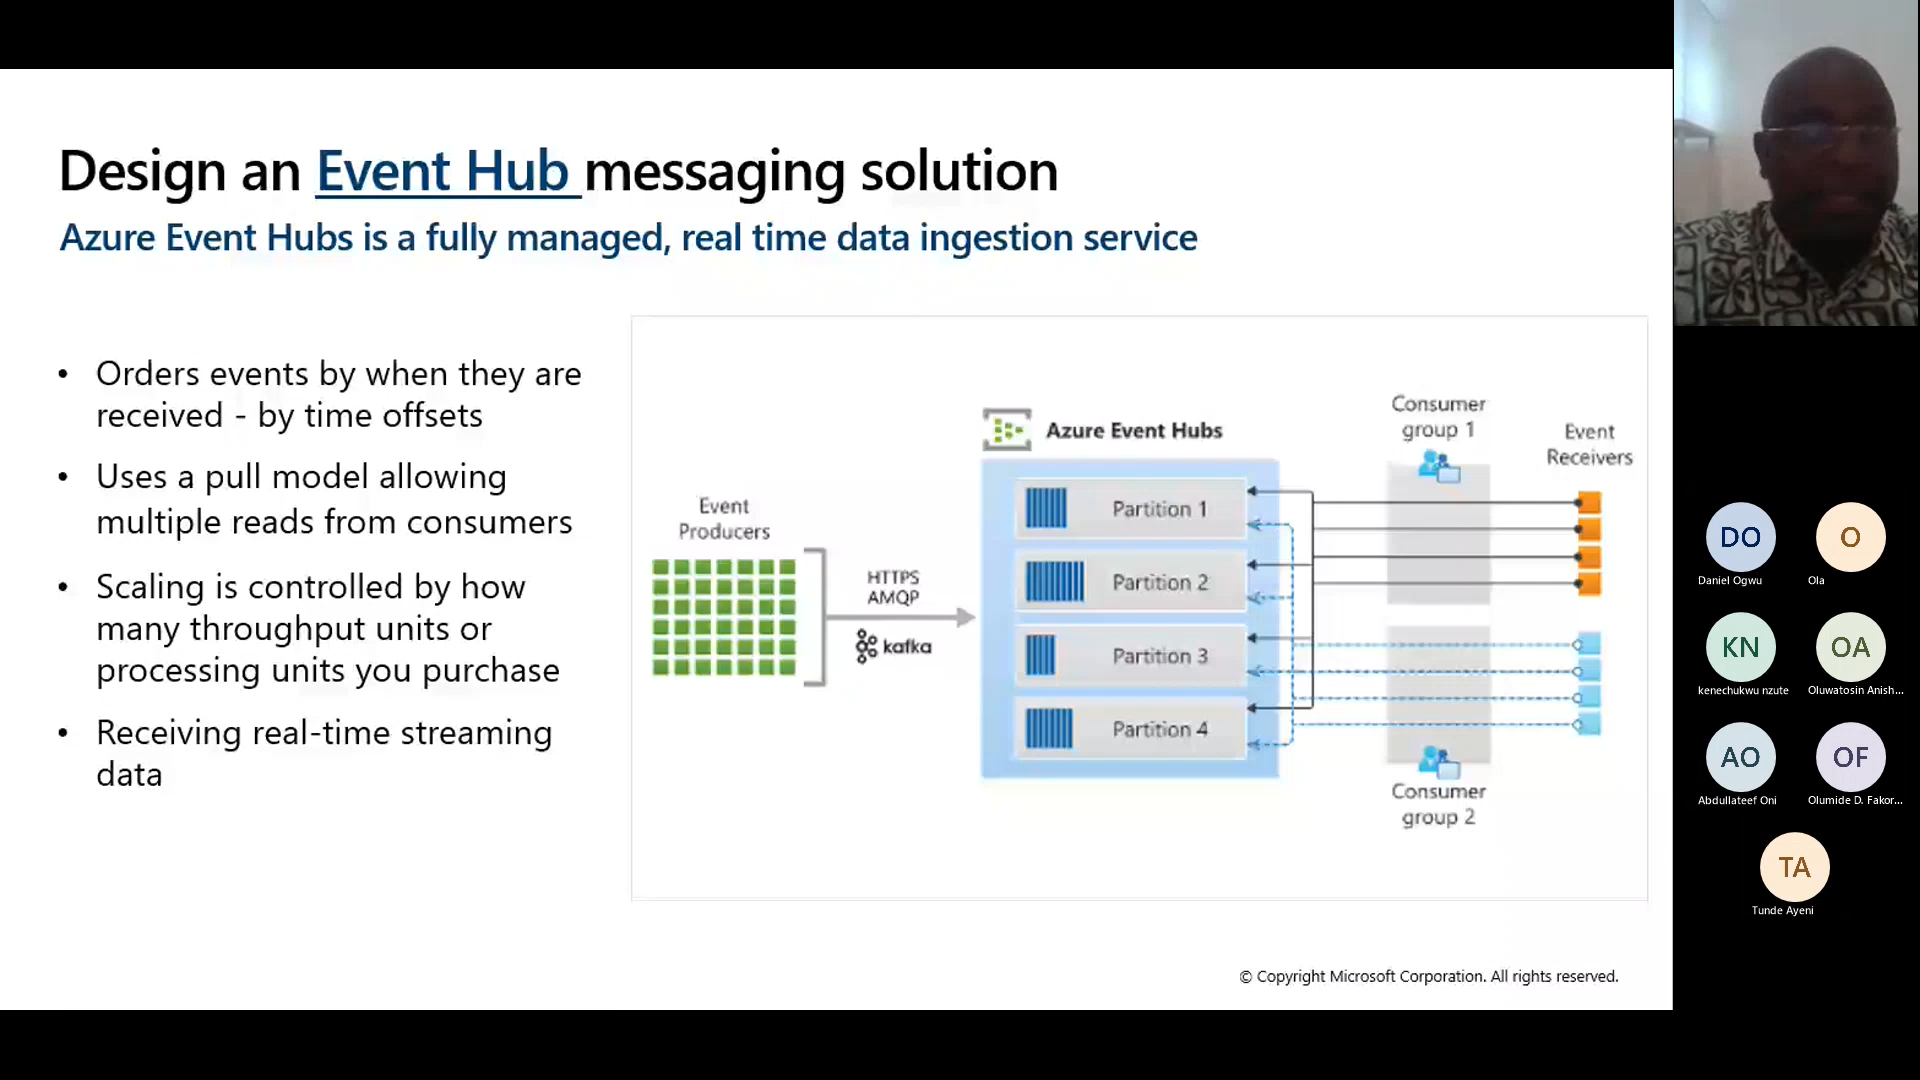 Design an Event Hub messaging solution
Azure Event Hubs is a fully managed, real time data ingestion service
• Orders events by when they are
received - by time offsets
• Uses a pull model allowing
multiple reads from consumers
• Scaling is controlled by how
many throughput units or
processing units you purchase
• Receiving real-time streaming
data
Event
Producers
HTTPS
AMQP
kafka
Azure Event Hubs
Partition 1
Partition 2
Partition 3
Partition 4
Consumer
group 1
Event
Receivers
Consumer
group 2
© Copyright Microsoft Corporation. All rights reserved.
DO
Daniel Ogwu
O
Ola
KN
kenechukwu nzute
OA
Oluwatosin Anish...
AO
Abdullateef Oni
OF
Olumide D. Fakor...
TA
Tunde Ayeni